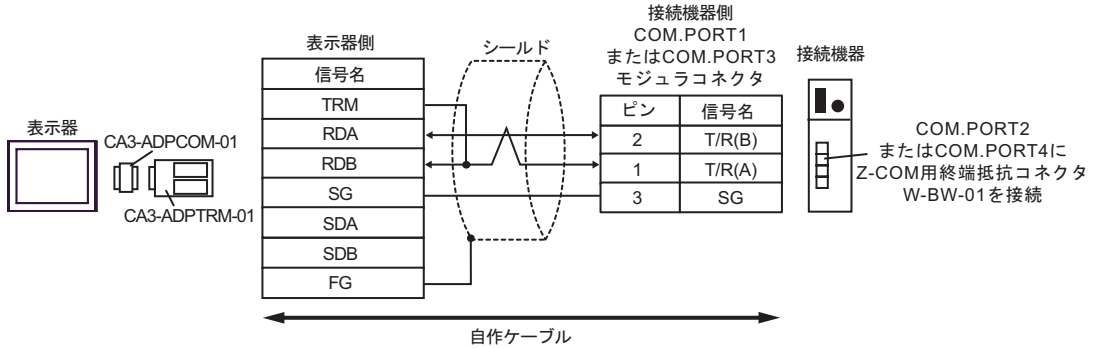 表示器
CA3-ADPCOM-01
CA3-ADPTRM-01
表示器側
信号名
TRM
RDA
RDB
SG
SDA
SDB
FG
シールド
接続機器側
COM.PORT1
またはCOM.PORT3
モジュラコネクタ
ピン 信号名
2 T/R(B)
1 T/R(A)
3 SG
接続機器
COM.PORT2
またはCOM.PORT4に
Z-COM用終端抵抗コネクタ
W-BW-01を接続
自作ケーブル